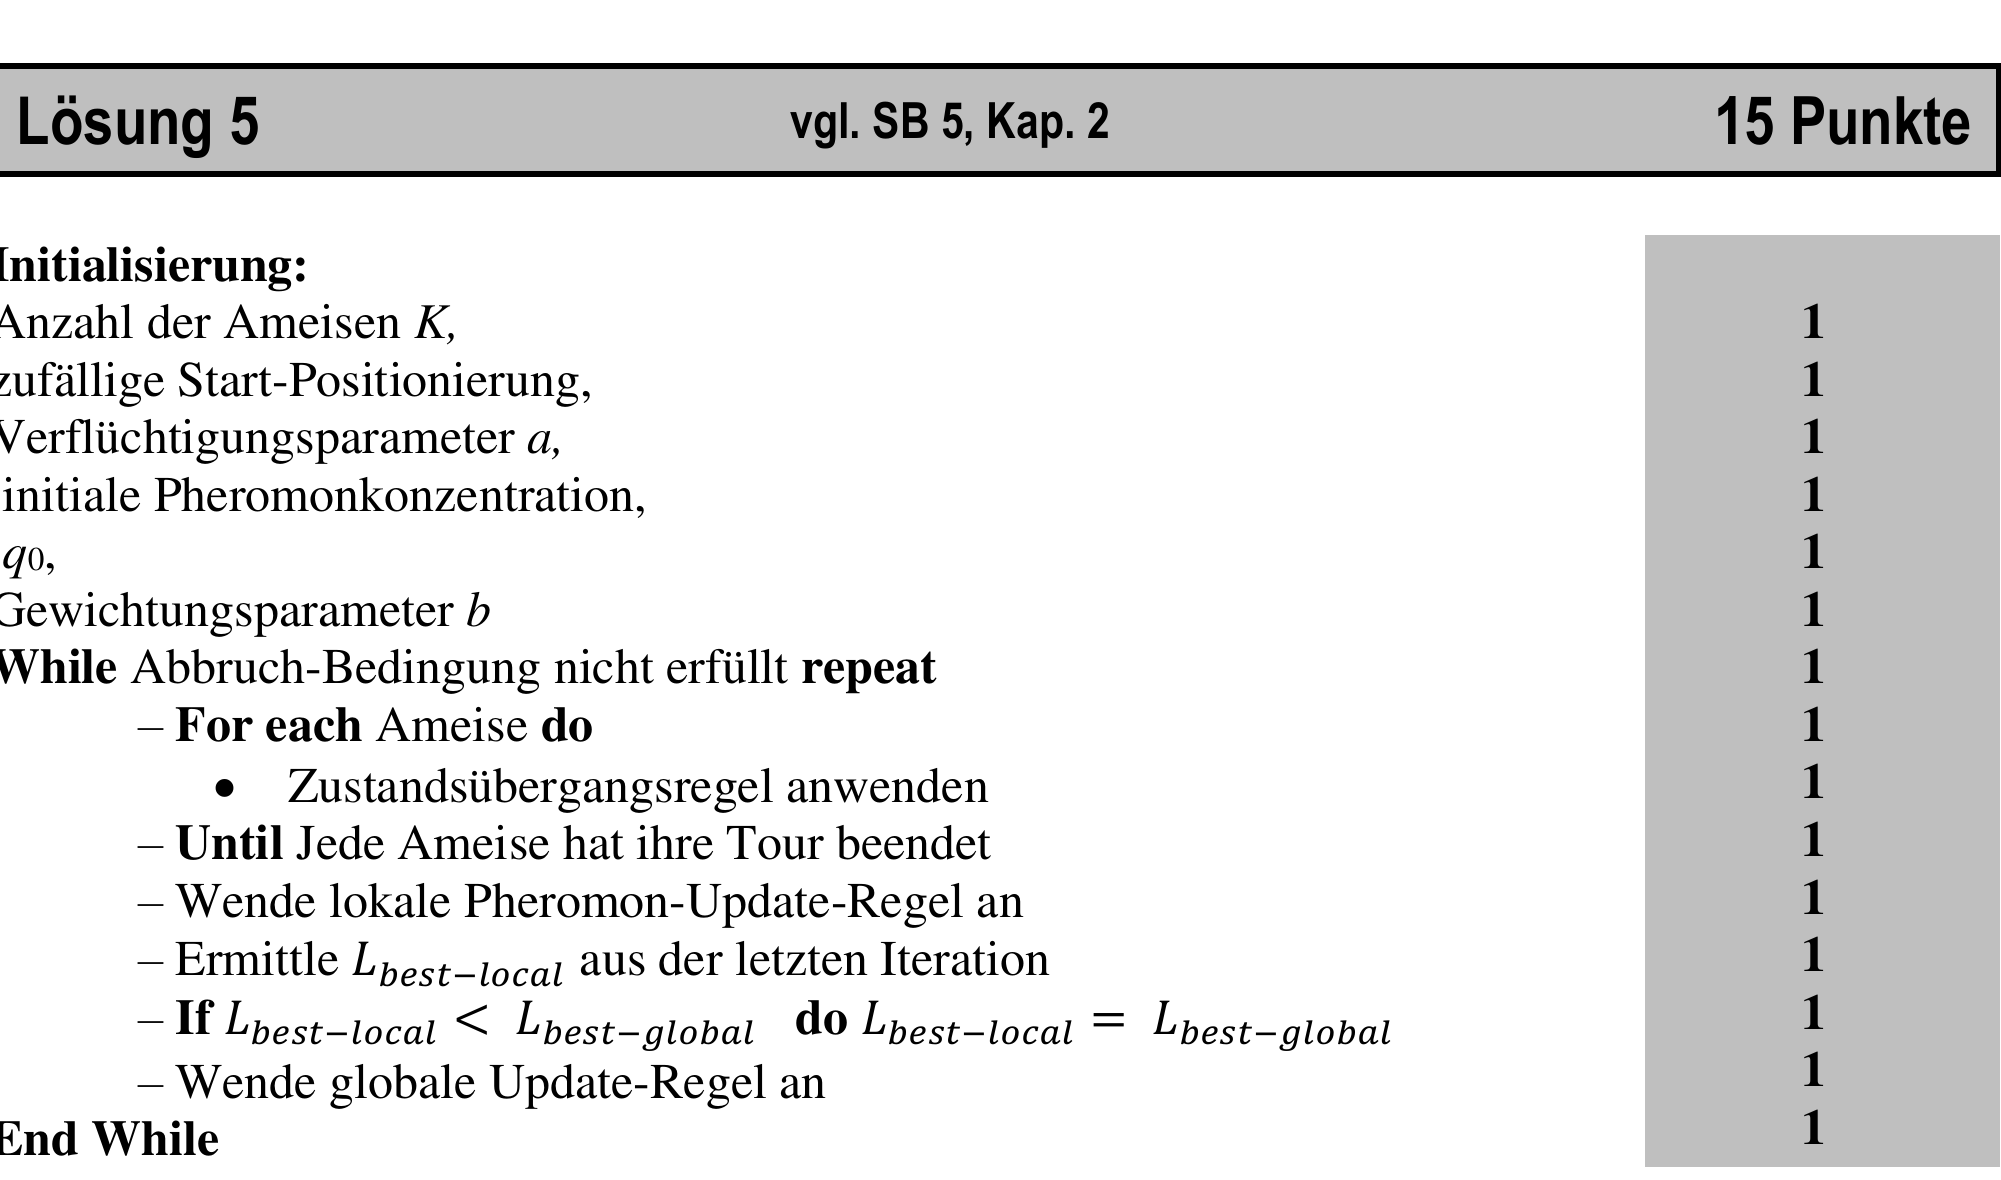 Lösung 5 vgl. SB 5, Kap. 2 15 Punkte
Initialisierung:
Anzahl der Ameisen K, 1
zufällige Start-Positionierung, 1
Verflüchtigungsparameter a, 1
initiale Pheromonkonzentration, 1
q0, 1
Gewichtungsparameter b 1
While Abbruch-Bedingung nicht erfüllt repeat 1
– For each Ameise do 1
• Zustandsübergangsregel anwenden 1
– Until Jede Ameise hat ihre Tour beendet 1
– Wende lokale Pheromon-Update-Regel an 1
– Ermittle L_{best−local} aus der letzten Iteration 1
– If L_{best−local} < L_{best−global} do L_{best−local} = L_{best−global} 1
– Wende globale Update-Regel an 1
End While 1